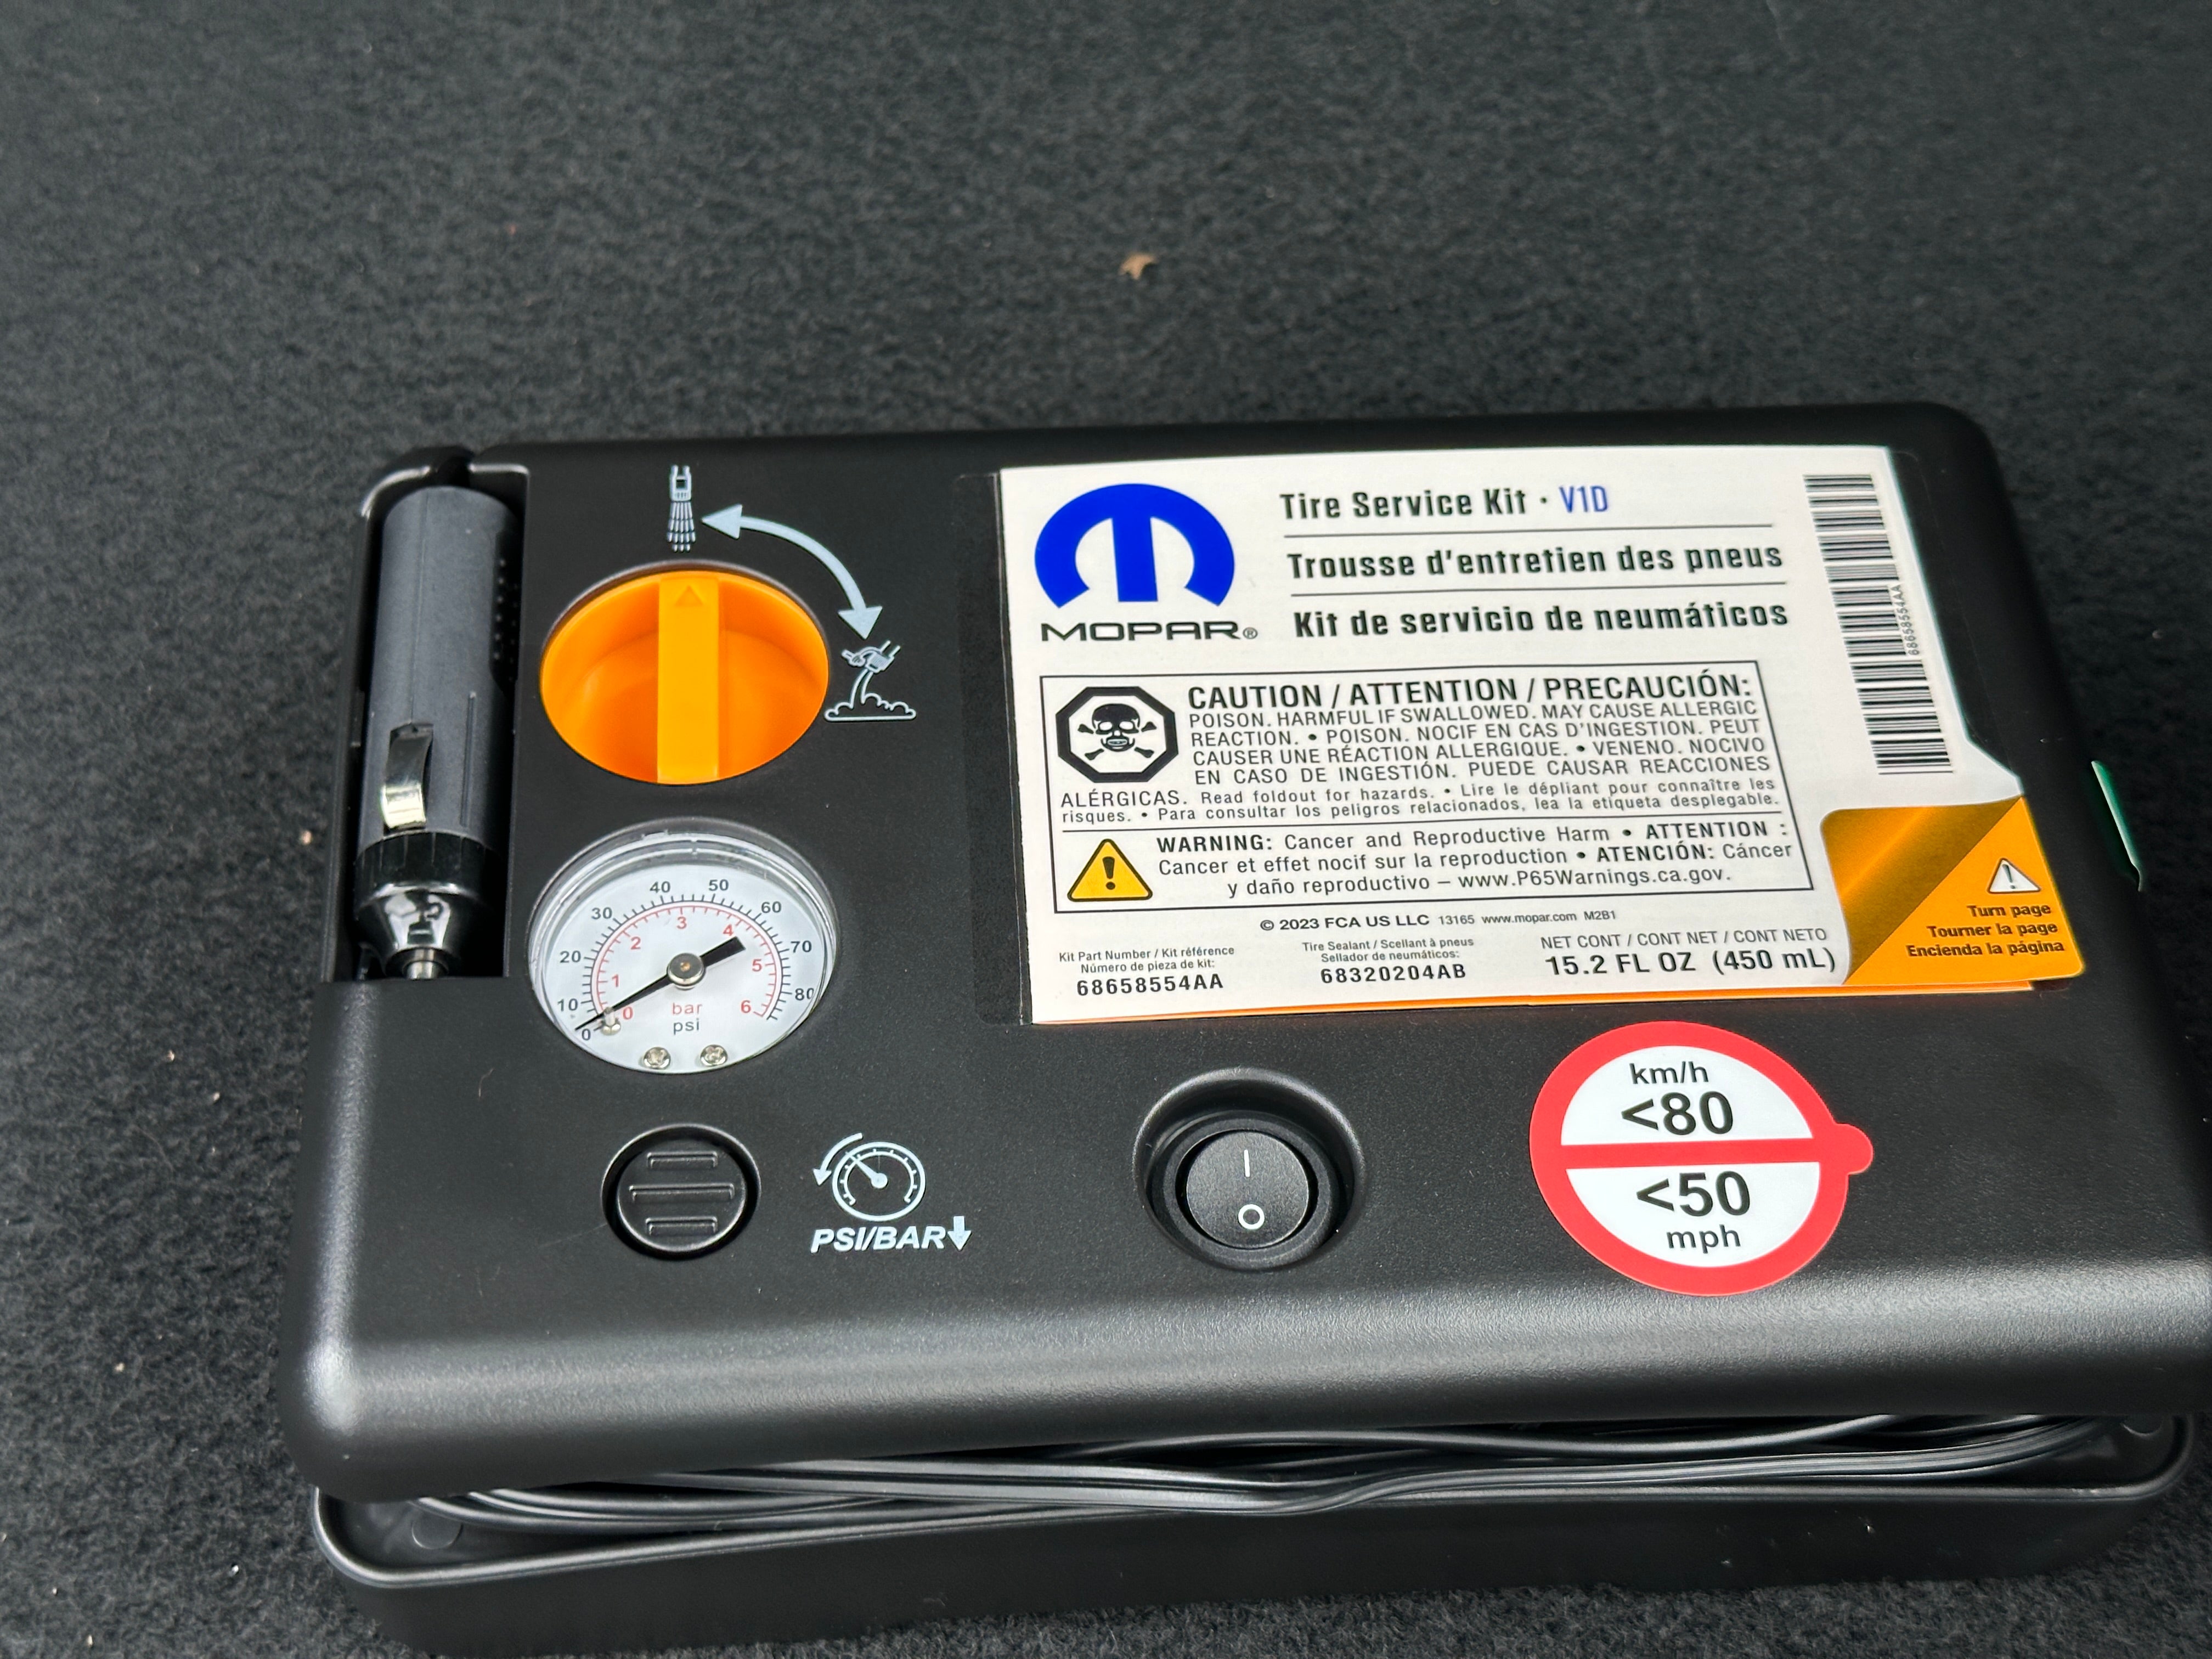 Tire Service Kit · V1D
Trousse d'entretien des pneus
Kit de servicio de neumáticos
MOPAR®
68658554AA
CAUTION / ATTENTION / PRECAUCIÓN:
POISON. HARMFUL IF SWALLOWED. MAY CAUSE ALLERGIC
REACTION. • POISON. NOCIF EN CAS D'INGESTION. PEUT
CAUSER UNE RÉACTION ALLERGIQUE. • VENENO. NOCIVO
EN CASO DE INGESTIÓN. PUEDE CAUSAR REACCIONES
ALÉRGICAS. Read foldout for hazards. • Lire le dépliant pour connaître les
risques. • Para consultar los peligros relacionados, lea la etiqueta desplegable.
WARNING: Cancer and Reproductive Harm • ATTENTION :
Cancer et effet nocif sur la reproduction • ATENCIÓN: Cáncer
y daño reproductivo – www.P65Warnings.ca.gov.
© 2023 FCA US LLC 13165 www.mopar.com M2B1
Kit Part Number / Kit référence
Número de pieza de kit:
68658554AA
Tire Sealant / Scellant à pneus
Sellador de neumáticos:
68320204AB
NET CONT / CONT NET / CONT NETO
15.2 FL OZ (450 mL)
Turn page
Tourner la page
Encienda la página
0 10 20 30 40 50 60 70 80
0 1 2 3 4 5 6
bar
psi
PSI/BAR
I
O
km/h
<80
<50
mph